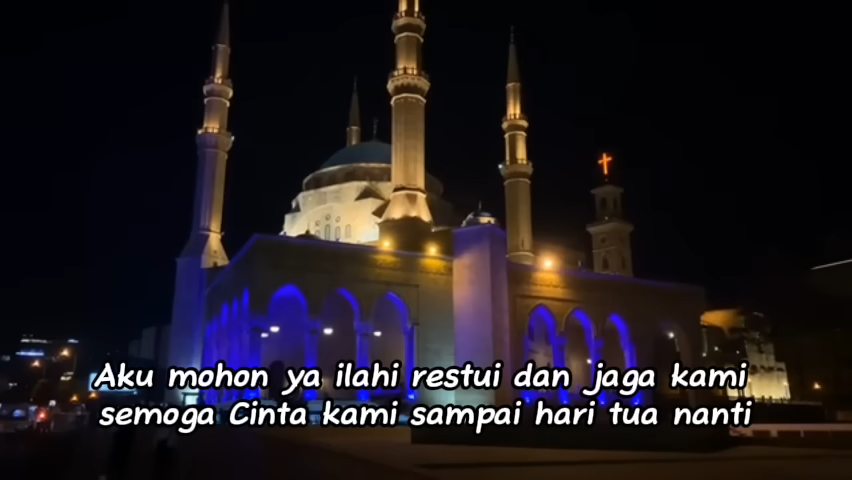 Aku mohon ya ilahi restui dan jaga kami
semoga Cinta kami sampai hari tua nanti